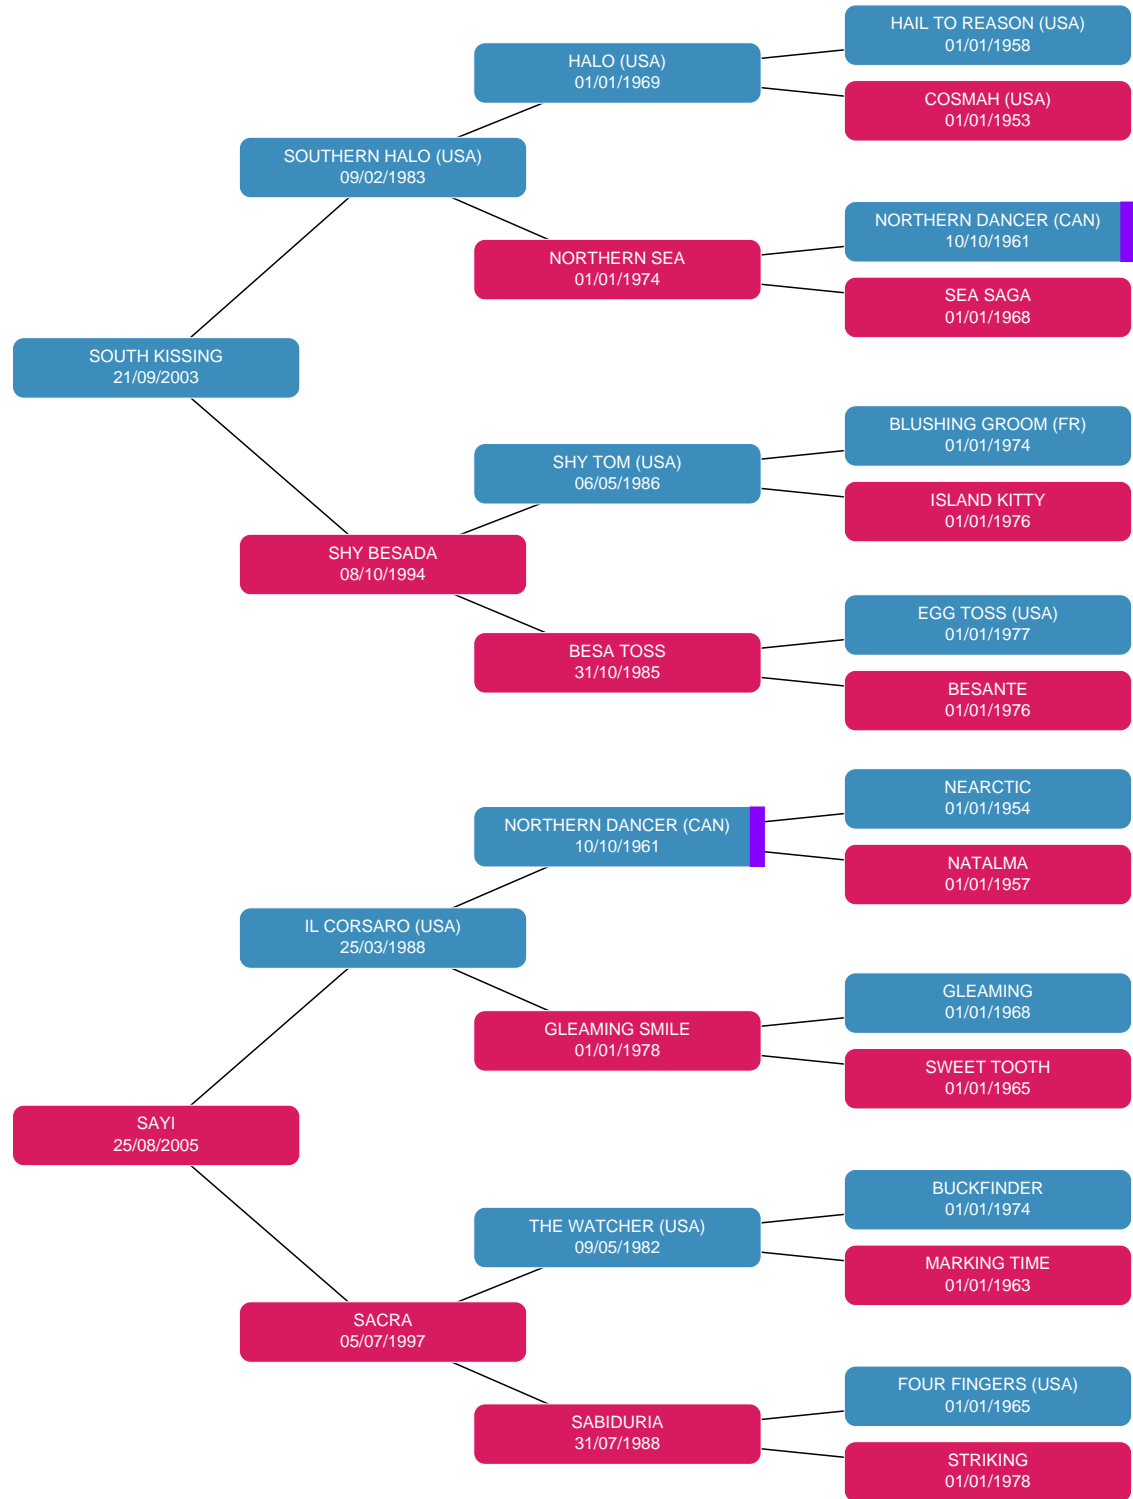 HAIL TO REASON (USA)
01/01/1958
HALO (USA)
01/01/1969
COSMAH (USA)
01/01/1953
SOUTHERN HALO (USA)
09/02/1983
NORTHERN DANCER (CAN)
10/10/1961
NORTHERN SEA
01/01/1974
SEA SAGA
01/01/1968
SOUTH KISSING
21/09/2003
BLUSHING GROOM (FR)
01/01/1974
SHY TOM (USA)
06/05/1986
ISLAND KITTY
01/01/1976
SHY BESADA
08/10/1994
EGG TOSS (USA)
01/01/1977
BESA TOSS
31/10/1985
BESANTE
01/01/1976
NEARCTIC
01/01/1954
NORTHERN DANCER (CAN)
10/10/1961
NATALMA
01/01/1957
IL CORSARO (USA)
25/03/1988
GLEAMING
01/01/1968
GLEAMING SMILE
01/01/1978
SWEET TOOTH
01/01/1965
SAYI
25/08/2005
BUCKFINDER
01/01/1974
THE WATCHER (USA)
09/05/1982
MARKING TIME
01/01/1963
SACRA
05/07/1997
FOUR FINGERS (USA)
01/01/1965
SABIDURIA
31/07/1988
STRIKING
01/01/1978